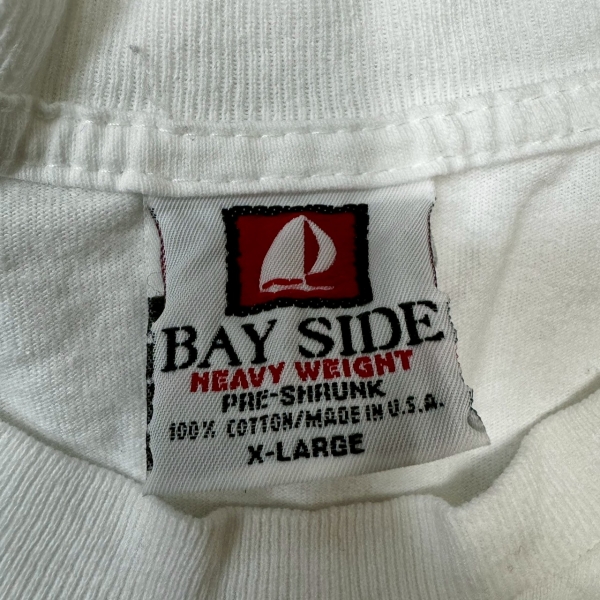 BAY SIDE
HEAVY WEIGHT
PRE-SHRUNK
100% COTTON/MADE IN U.S.A.
X-LARGE